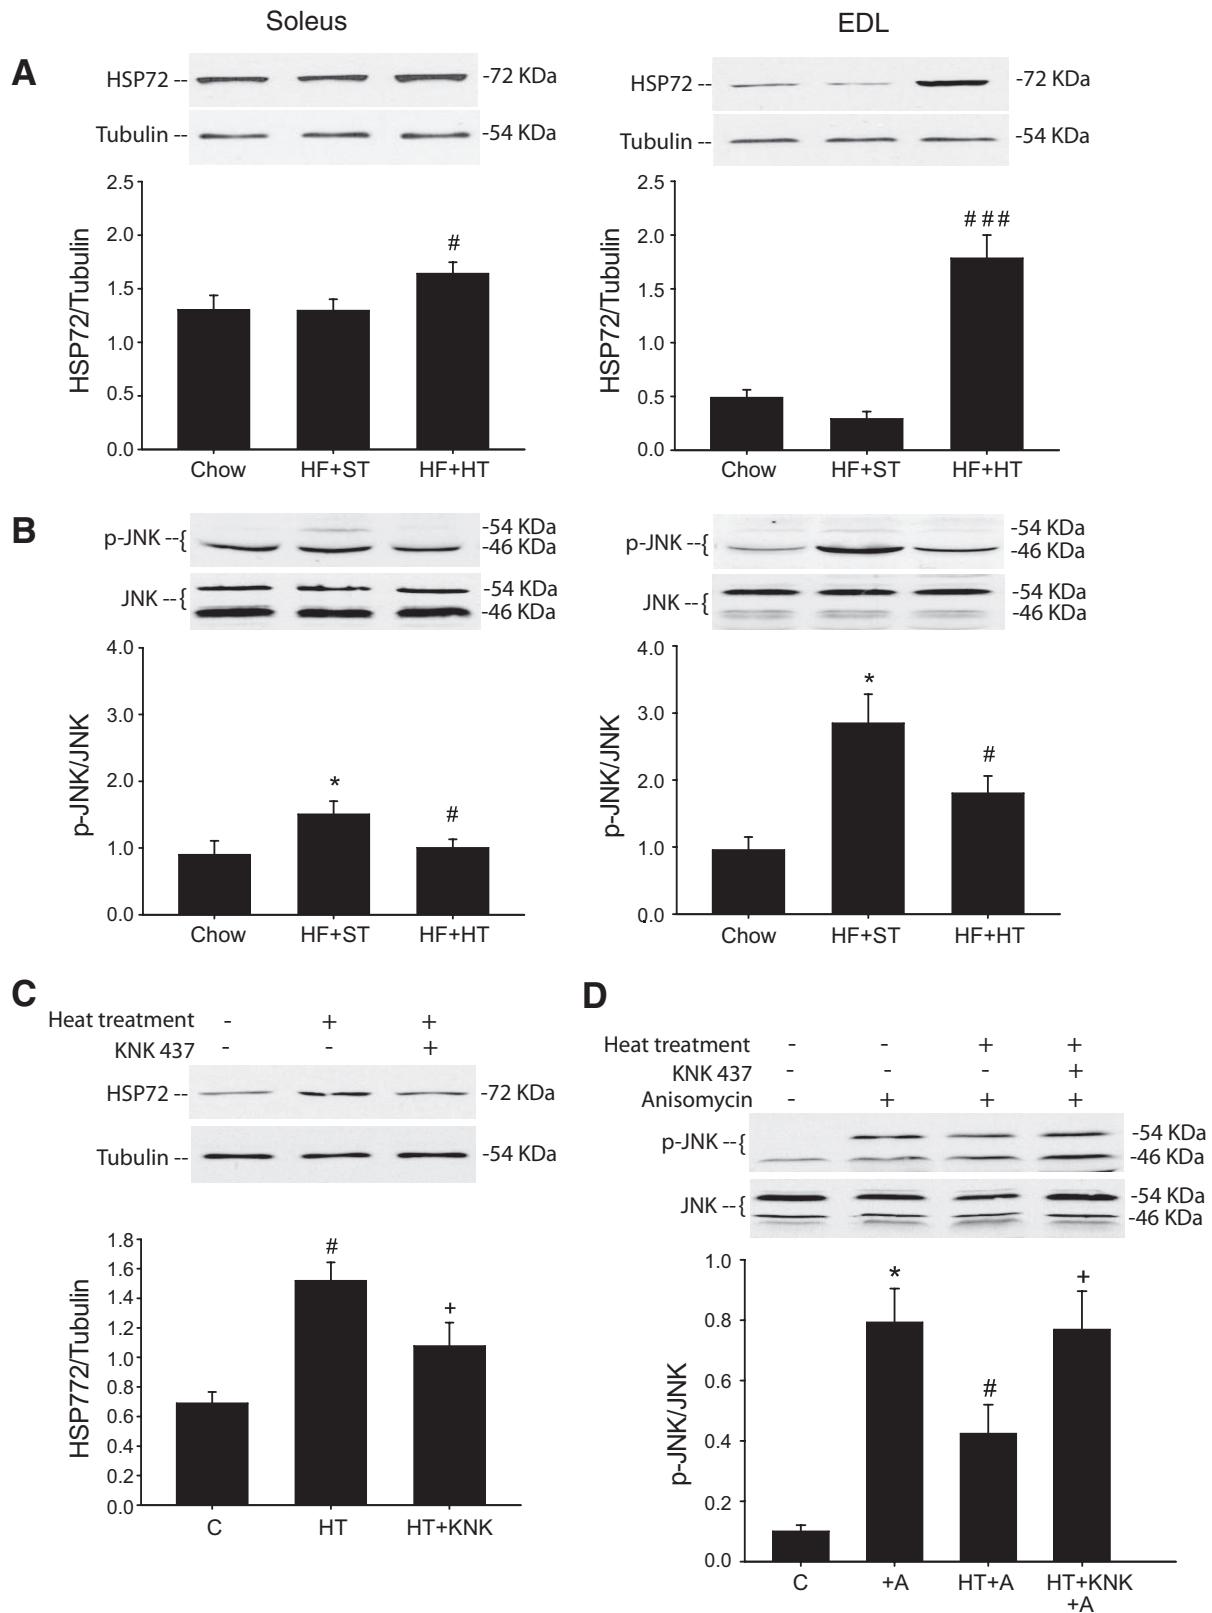 Soleus
EDL
A
HSP72 --
-72 KDa
Tubulin --
-54 KDa
HSP72/Tubulin
2.5
2.0
1.5
1.0
0.5
0.0
#
Chow
HF+ST
HF+HT
HSP72 --
-72 KDa
Tubulin --
-54 KDa
HSP72/Tubulin
2.5
2.0
1.5
1.0
0.5
0.0
# # #
Chow
HF+ST
HF+HT
B
p-JNK --{
-54 KDa
-46 KDa
JNK --{
-54 KDa
-46 KDa
p-JNK/JNK
4.0
3.0
2.0
1.0
0.0
*
#
Chow
HF+ST
HF+HT
p-JNK --{
-54 KDa
-46 KDa
JNK --{
-54 KDa
-46 KDa
p-JNK/JNK
4.0
3.0
2.0
1.0
0.0
*
#
Chow
HF+ST
HF+HT
C
Heat treatment - + +
KNK 437 - - +
HSP72 --
-72 KDa
Tubulin --
-54 KDa
HSP772/Tubulin
1.8
1.6
1.4
1.2
1.0
0.8
0.6
0.4
0.2
0.0
#
+
C
HT
HT+KNK
D
Heat treatment - - + +
KNK 437 - - - +
Anisomycin - + + +
p-JNK --{
-54 KDa
-46 KDa
JNK --{
-54 KDa
-46 KDa
p-JNK/JNK
1.0
0.8
0.6
0.4
0.2
0.0
*
#
+
C
+A
HT+A
HT+KNK
+A